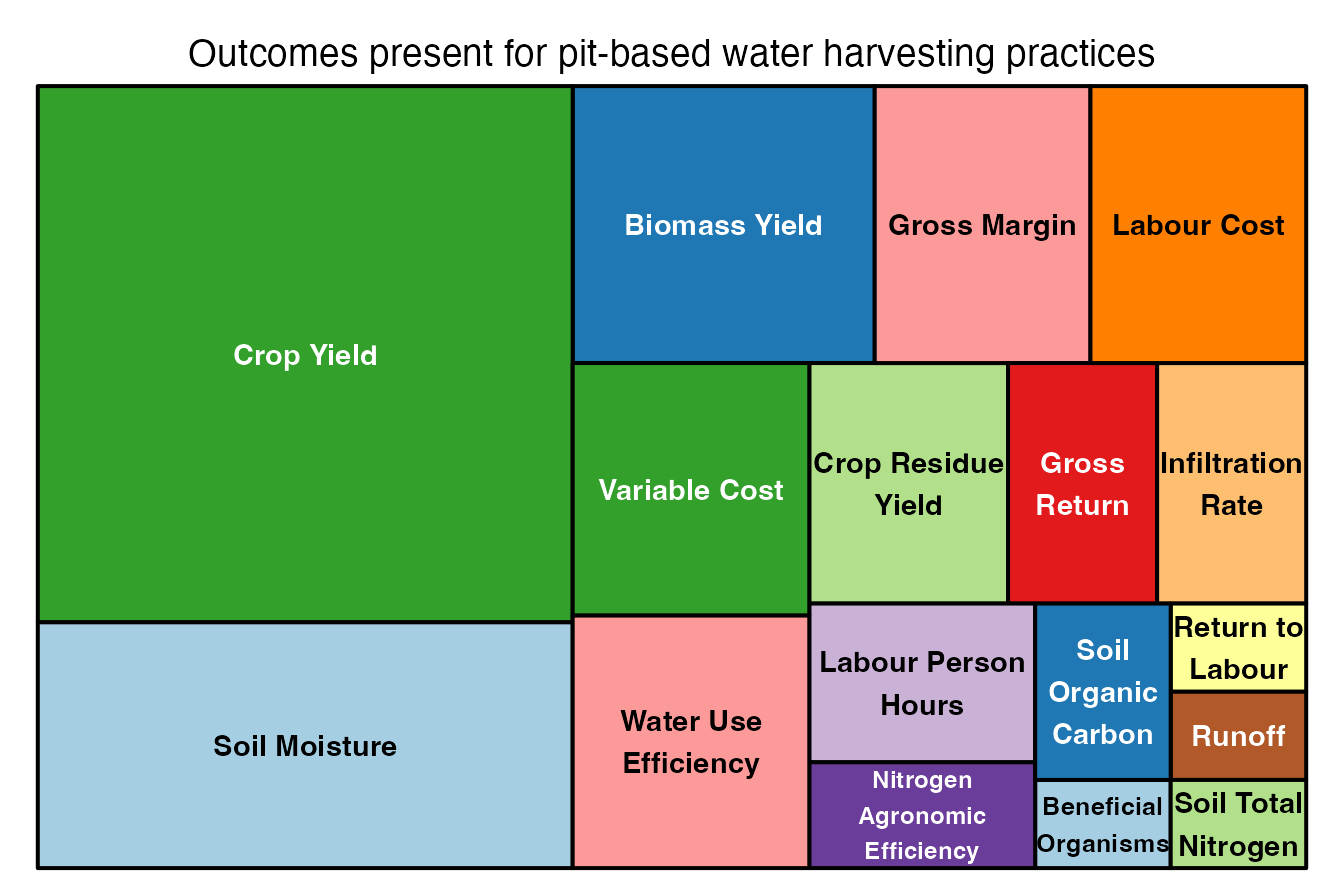 Outcomes present for pit-based water harvesting practices
Crop Yield
Soil Moisture
Biomass Yield
Gross Margin
Labour Cost
Variable Cost
Water Use
Efficiency
Crop Residue
Yield
Gross
Return
Infiltration
Rate
Labour Person
Hours
Nitrogen
Agronomic
Efficiency
Soil
Organic
Carbon
Beneficial
Organisms
Return to
Labour
Runoff
Soil Total
Nitrogen